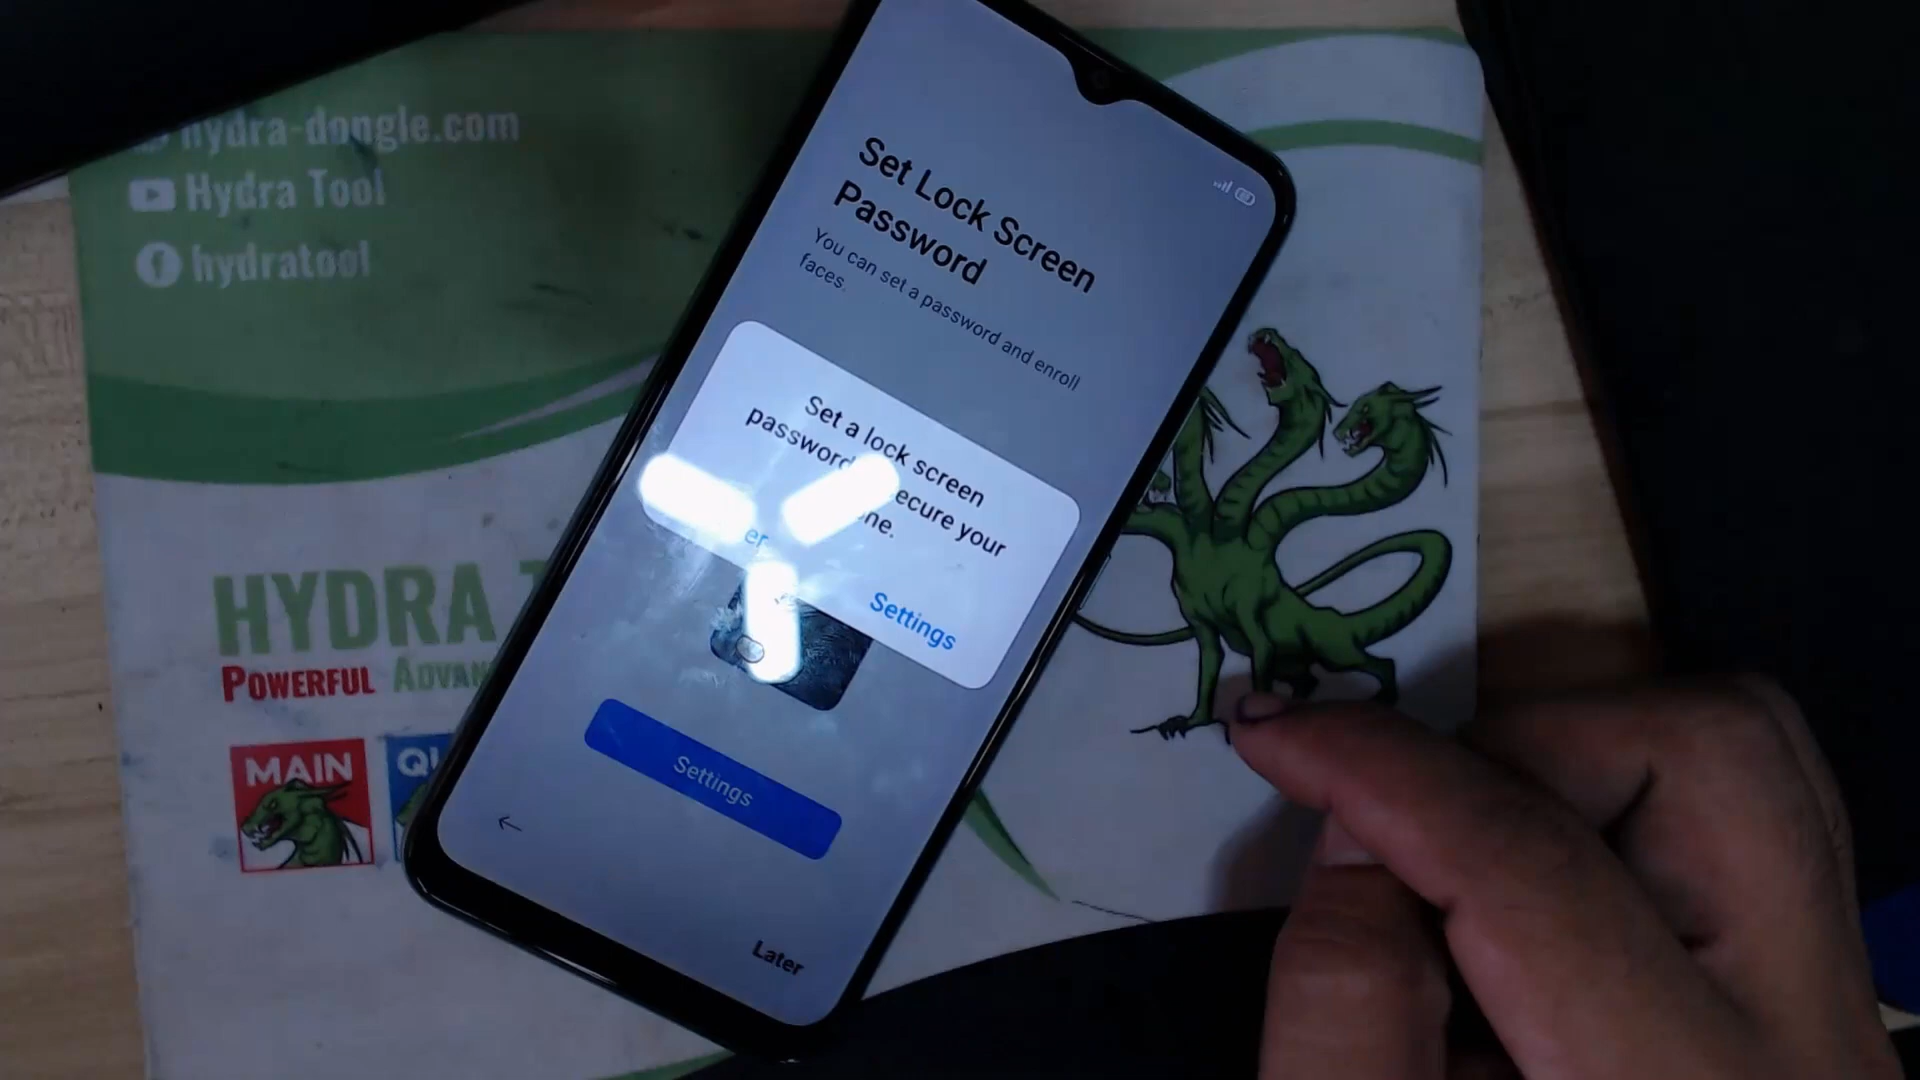 hydra-dongle.com
Hydra Tool
hydratool
HYDRA
POWERFUL
MAIN
Set Lock Screen
Password
You can set a password and enroll
faces.
Set a lock screen
password
your
Settings
Settings
Later